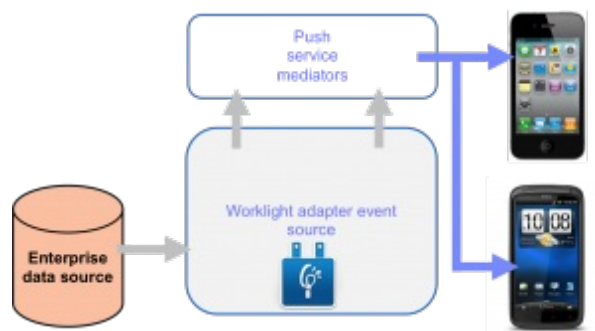 Push
service
mediators
Worklight adapter event
source
Enterprise
data source
10 08